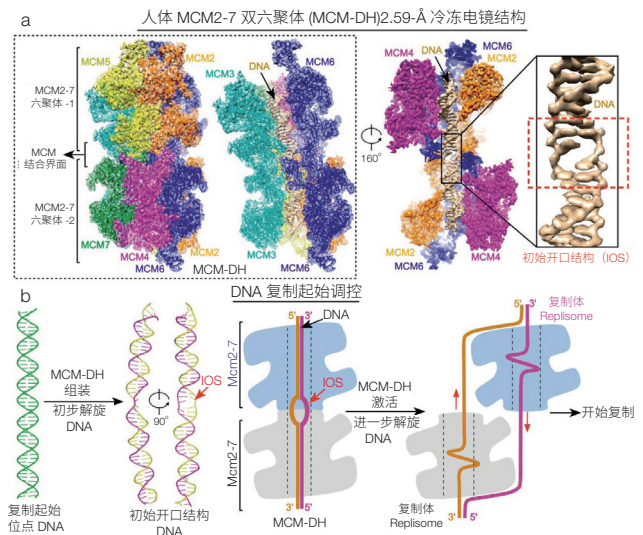 a
人体 MCM2-7 双六聚体 (MCM-DH)2.59-Å 冷冻电镜结构
MCM5
MCM2
MCM2-7
六聚体 -1
MCM
结合界面
MCM2-7
六聚体 -2
MCM7
MCM4
MCM6
MCM2
MCM-DH
MCM3
DNA
MCM6
MCM3
MCM2
MCM6
160°
MCM4
DNA
MCM6
MCM2
MCM2
MCM6
MCM4
DNA
初始开口结构（IOS）
b
DNA 复制起始调控
复制起始
位点 DNA
MCM-DH
组装
初步解旋
DNA
90°
IOS
初始开口结构
DNA
5'
3'
DNA
Mcm2-7
IOS
Mcm2-7
3'
5'
MCM-DH
MCM-DH
激活
进一步解旋
DNA
5'
3'
复制体
Replisome
开始复制
复制体
Replisome
3'
5'